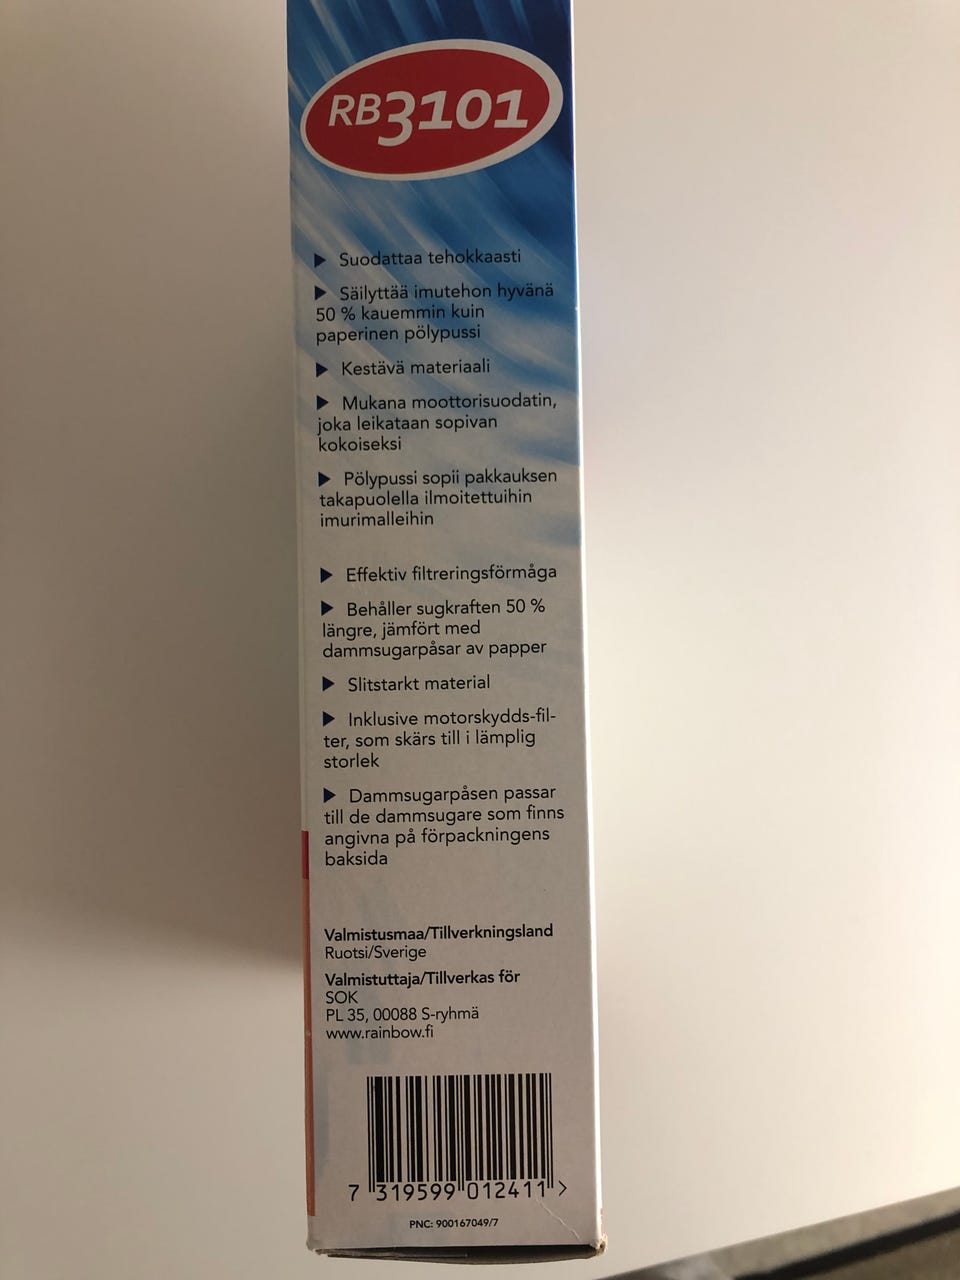 RB3101
▶ Suodattaa tehokkaasti
▶ Säilyttää imutehon hyvänä
50 % kauemmin kuin
paperinen pölypussi
▶ Kestävä materiaali
▶ Mukana moottorisuodatin,
joka leikataan sopivan
kokoiseksi
▶ Pölypussi sopii pakkauksen
takapuolella ilmoitettuihin
imurimalleihin
▶ Effektiv filtreringsförmåga
▶ Behåller sugkraften 50 %
längre, jämfört med
dammsugarpåsar av papper
▶ Slitstarkt material
▶ Inklusive motorskydds-fil-
ter, som skärs till i lämplig
storlek
▶ Dammsugarpåsen passar
till de dammsugare som finns
angivna på förpackningens
baksida
Valmistusmaa/Tillverkningsland
Ruotsi/Sverige
Valmistuttaja/Tillverkas för
SOK
PL 35, 00088 S-ryhmä
www.rainbow.fi
7 319599 012411 >
PNC: 900167049/7